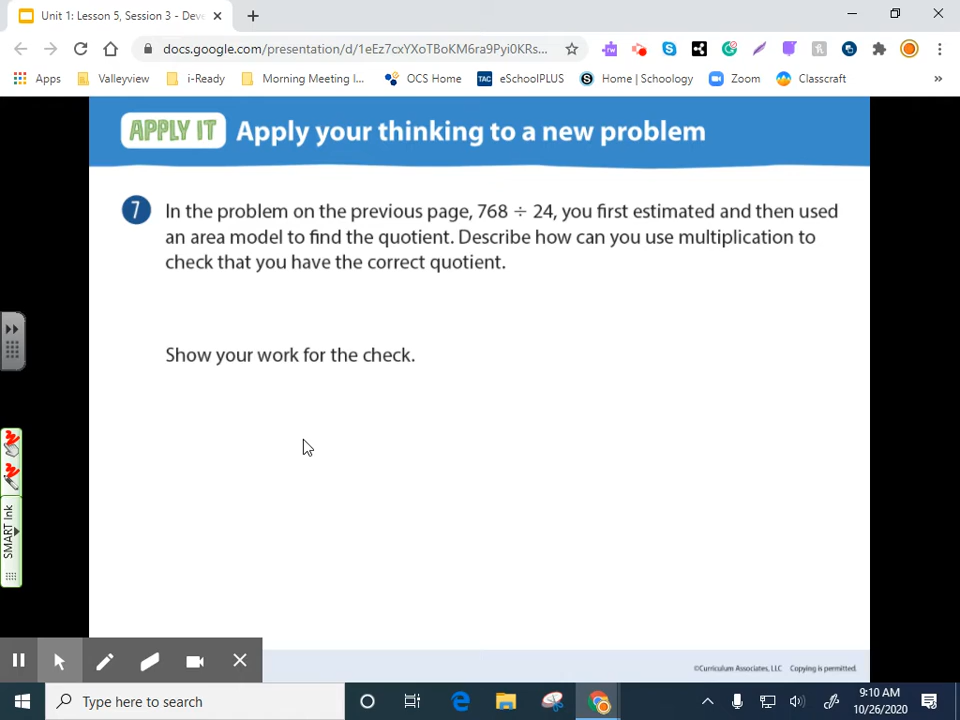 Unit 1: Lesson 5, Session 3 - Deve
docs.google.com/presentation/d/1eEz7cxYXoTBoKM6ra9Pyi0KRs...
Apps Valleyview i-Ready Morning Meeting I... OCS Home TAC eSchoolPLUS S Home | Schoology Zoom Classcraft »
APPLY IT Apply your thinking to a new problem
7 In the problem on the previous page, 768 ÷ 24, you first estimated and then used
an area model to find the quotient. Describe how can you use multiplication to
check that you have the correct quotient.
Show your work for the check.
SMART Ink
©Curriculum Associates, LLC Copying is permitted.
Type here to search
9:10 AM
10/26/2020